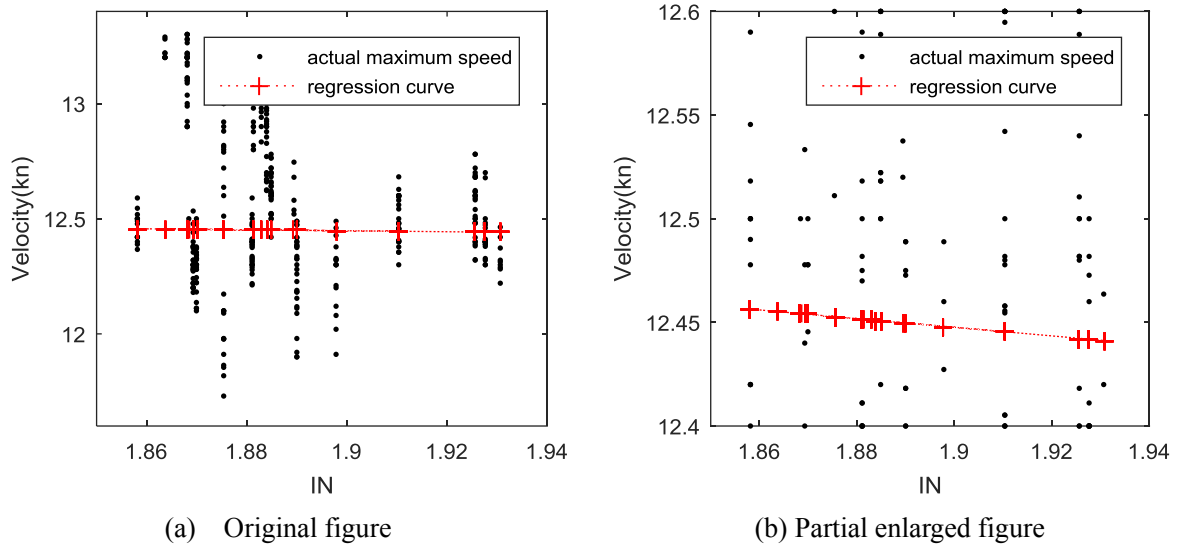 actual maximum speed
regression curve
13
12.5
12
Velocity(kn)
1.86
1.88
1.9
1.92
1.94
IN
(a) Original figure
12.6
actual maximum speed
regression curve
12.55
12.5
12.45
12.4
Velocity(kn)
1.86
1.88
1.9
1.92
1.94
IN
(b) Partial enlarged figure